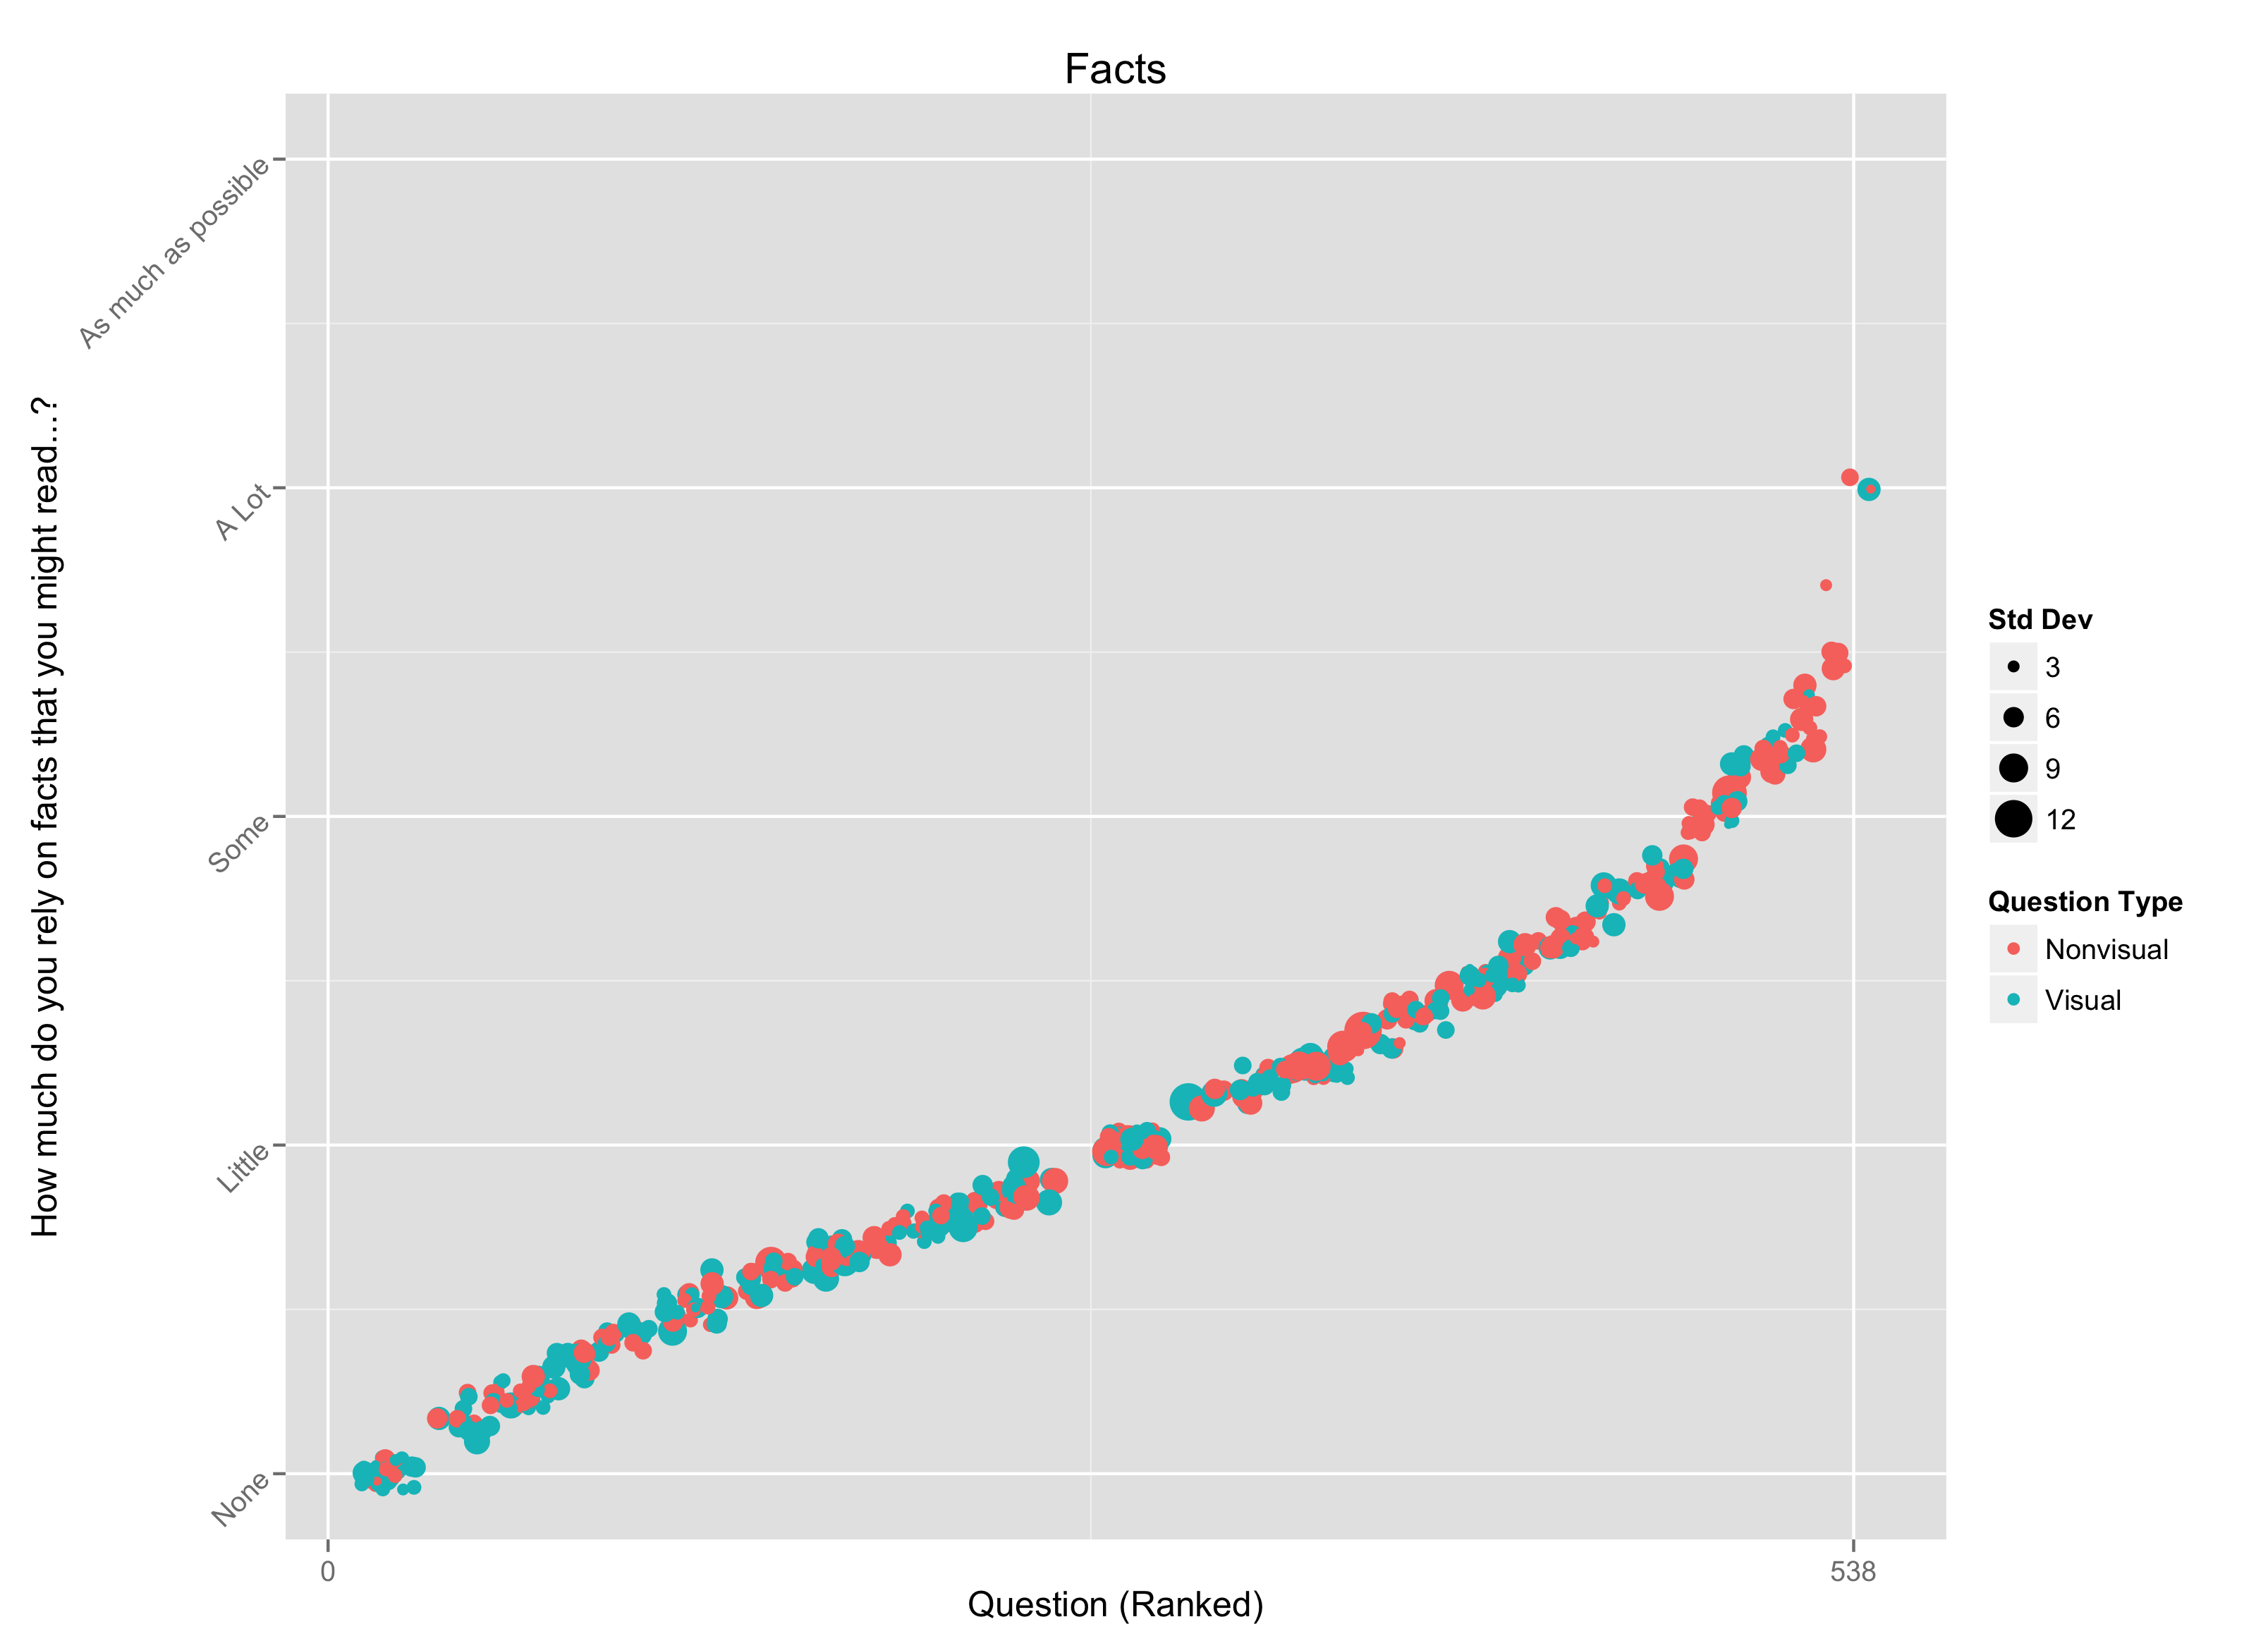 Facts
How much do you rely on facts that you might read...?
As much as possible
A Lot
Some
Little
None
0
538
Question (Ranked)
Std Dev
3
6
9
12
Question Type
Nonvisual
Visual